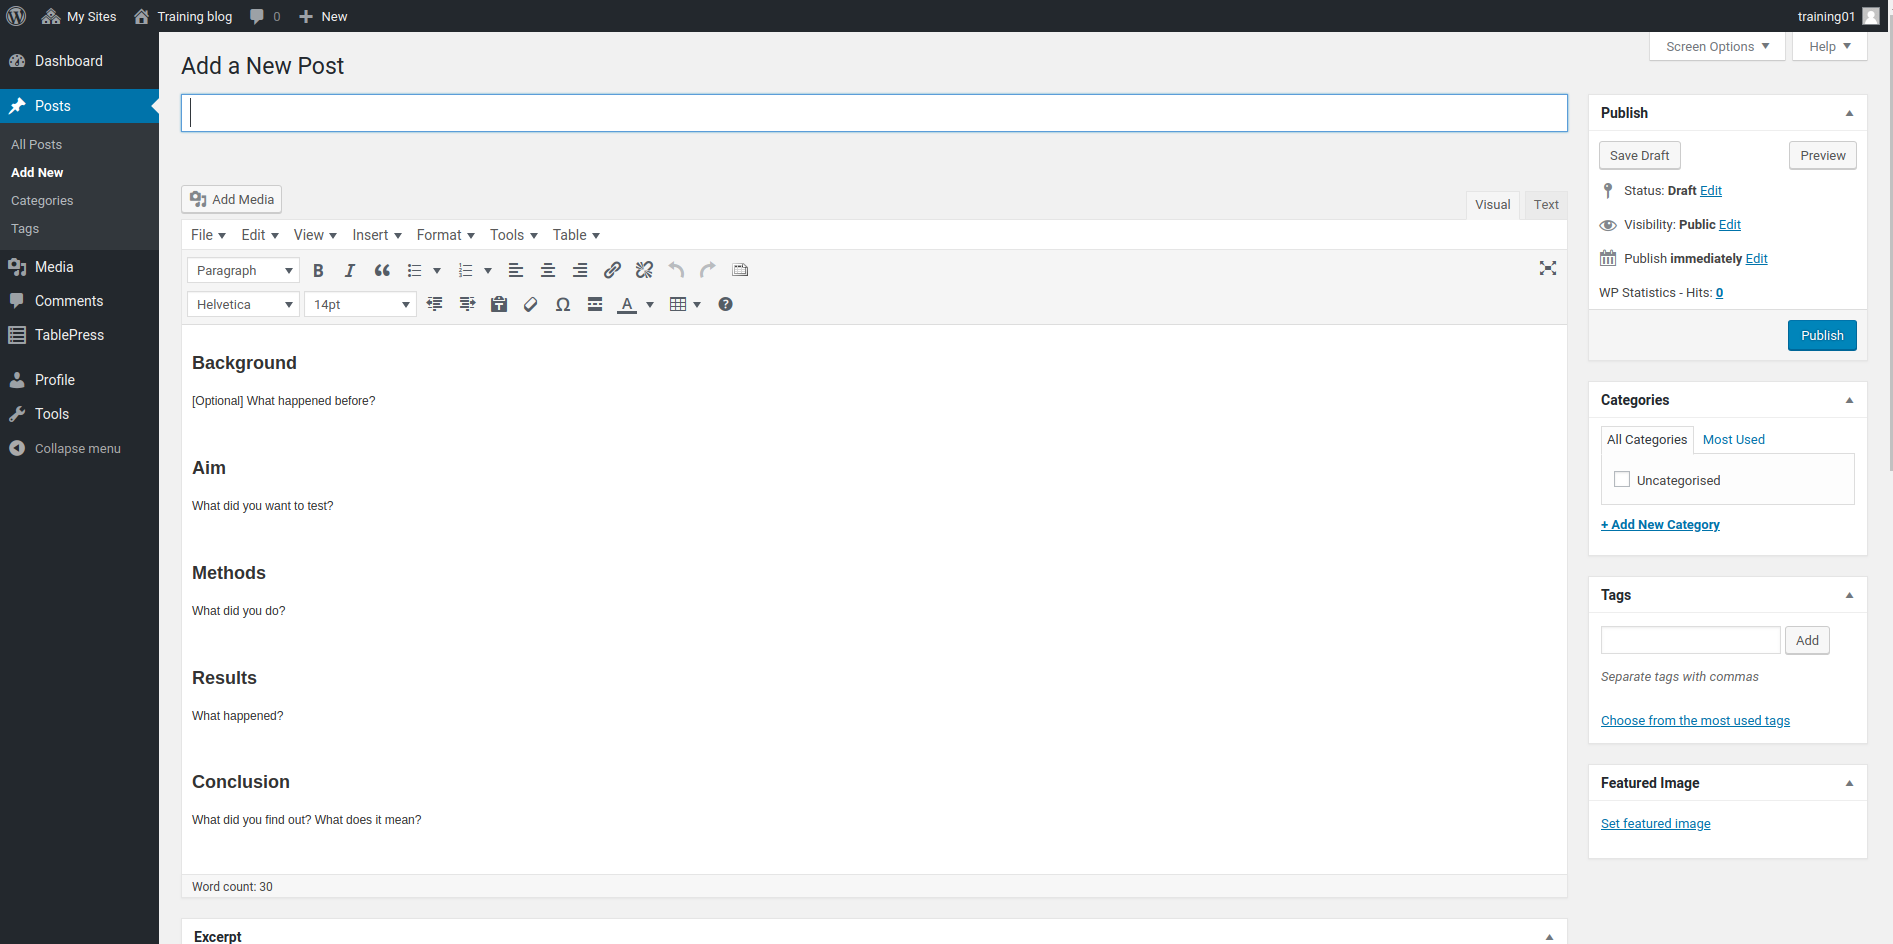 My Sites Training blog 0 New training01
Dashboard
Posts
All Posts
Add New
Categories
Tags
Media
Comments
TablePress
Profile
Tools
Collapse menu
Screen Options Help
Add a New Post
Add Media
Visual Text
File Edit View Insert Format Tools Table
Paragraph
Helvetica 14pt
Background
[Optional] What happened before?
Aim
What did you want to test?
Methods
What did you do?
Results
What happened?
Conclusion
What did you find out? What does it mean?
Word count: 30
Excerpt
Publish
Save Draft Preview
Status: Draft Edit
Visibility: Public Edit
Publish immediately Edit
WP Statistics - Hits: 0
Publish
Categories
All Categories Most Used
Uncategorised
+ Add New Category
Tags
Add
Separate tags with commas
Choose from the most used tags
Featured Image
Set featured image